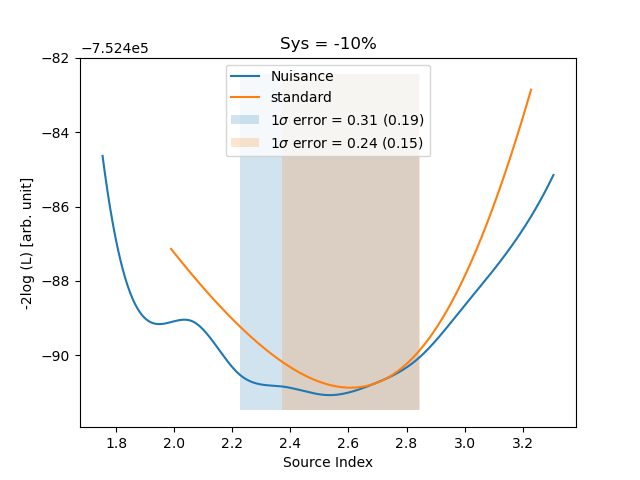 Sys = -10%
−7.524e5
−82
−84
−86
−88
−90
-2log (L) [arb. unit]
Nuisance
standard
1σ error = 0.31 (0.19)
1σ error = 0.24 (0.15)
1.8 2.0 2.2 2.4 2.6 2.8 3.0 3.2
Source Index